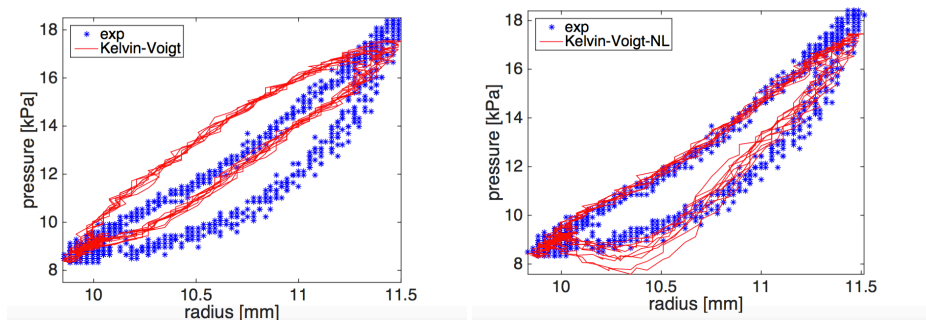 18
16
14
12
10
8
pressure [kPa]
exp
Kelvin-Voigt
10
10.5
11
11.5
radius [mm]
18
16
14
12
10
8
pressure [kPa]
exp
Kelvin-Voigt-NL
10
10.5
11
11.5
radius [mm]